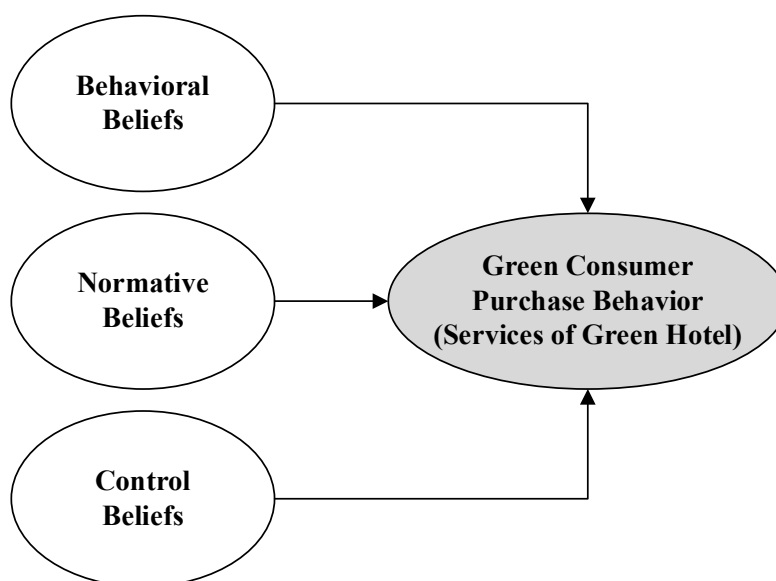 Behavioral
Beliefs
Normative
Beliefs
Control
Beliefs
Green Consumer
Purchase Behavior
(Services of Green Hotel)